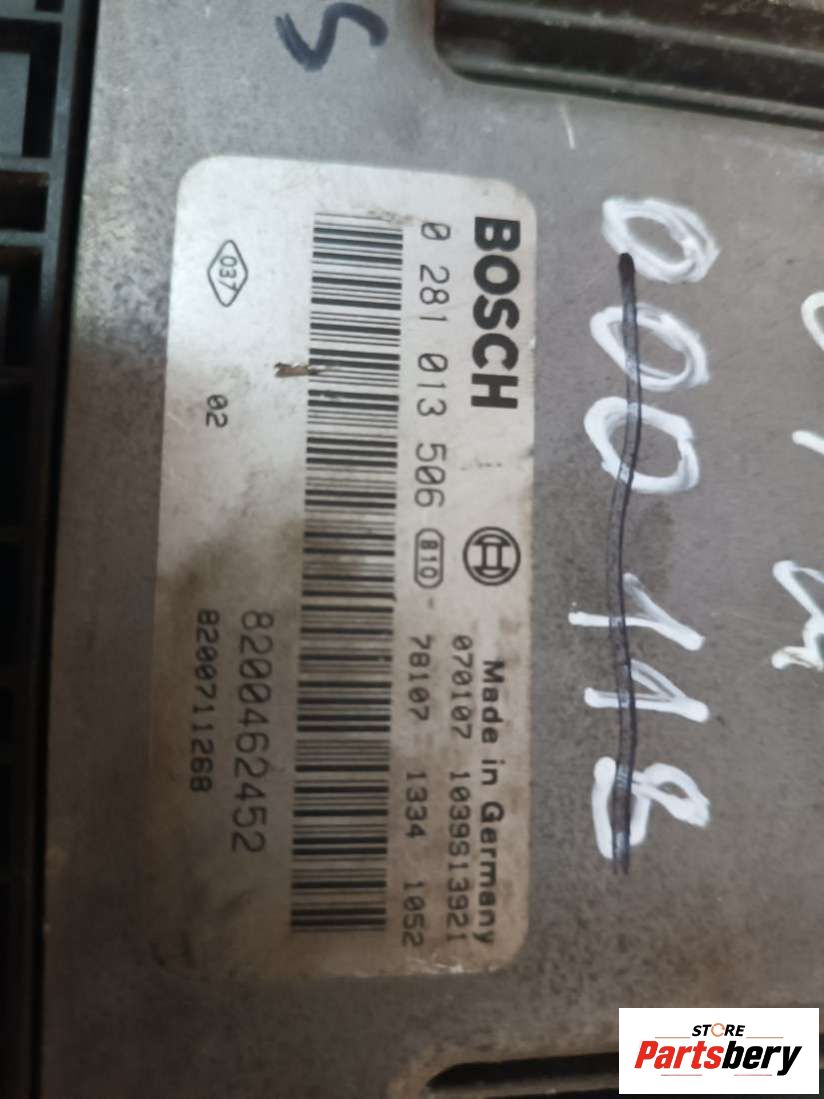 S
BOSCH
0 281 013 506 810
Made in Germany
070107 1039S13921
78107 1334 1052
8200462452
8200711268
037
02
STORE
Partsbery